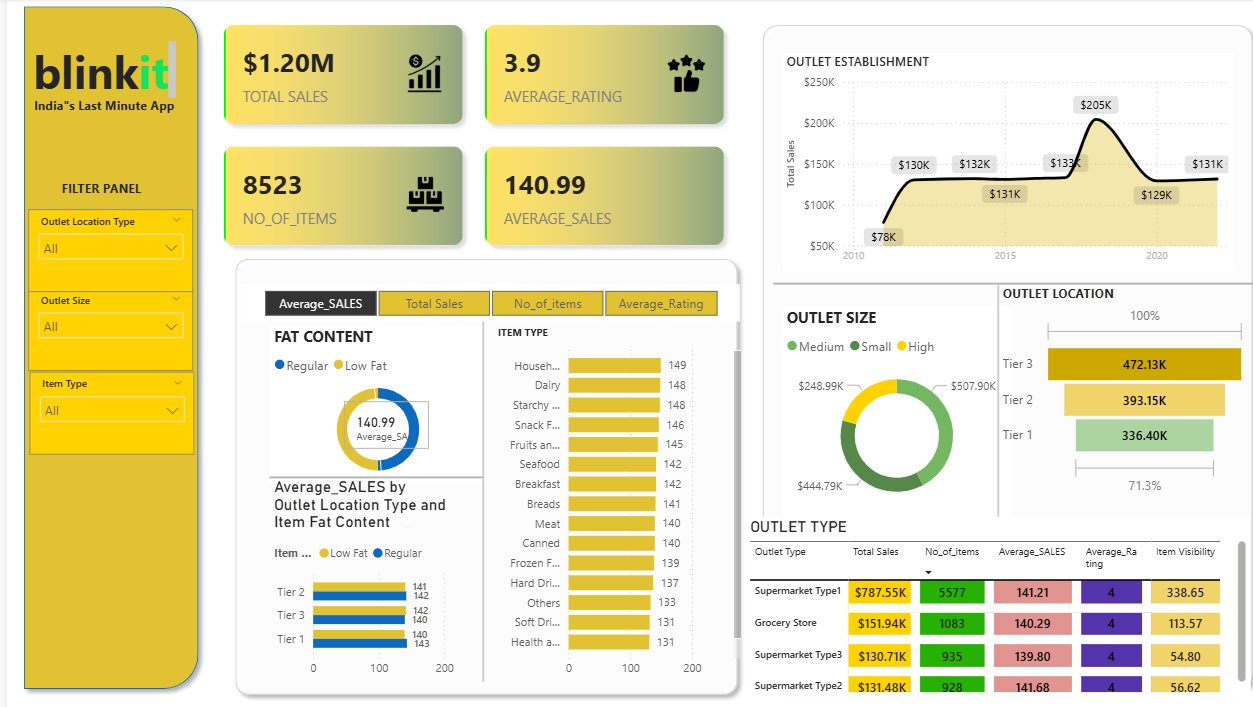 blinkit
India"s Last Minute App
FILTER PANEL
Outlet Location Type
All
Outlet Size
All
Item Type
All
$1.20M
TOTAL SALES
3.9
AVERAGE_RATING
8523
NO_OF_ITEMS
140.99
AVERAGE_SALES
Average_SALES Total Sales No_of_items Average_Rating
FAT CONTENT
Regular Low Fat
140.99
Average_SA
Average_SALES by
Outlet Location Type and
Item Fat Content
Item ... Low Fat Regular
Tier 2 141
142
Tier 3 142
140
Tier 1 140
143
0 100 200
ITEM TYPE
Househ... 149
Dairy 148
Starchy ... 148
Snack F... 146
Fruits an... 145
Seafood 142
Breakfast 142
Breads 141
Meat 140
Canned 140
Frozen F... 139
Hard Dri... 137
Others 133
Soft Dri... 131
Health a... 131
0 100 200
OUTLET ESTABLISHMENT
Total Sales
$250K
$200K
$150K
$100K
$50K
$78K
$130K
$132K
$131K
$133K
$205K
$129K
$131K
2010 2015 2020
OUTLET SIZE
Medium Small High
$248.99K
$507.90K
$444.79K
OUTLET LOCATION
100%
Tier 3 472.13K
Tier 2 393.15K
Tier 1 336.40K
71.3%
OUTLET TYPE
Outlet Type Total Sales No_of_items Average_SALES Average_Ra Item Visibility
ting
Supermarket Type1 $787.55K 5577 141.21 4 338.65
Grocery Store $151.94K 1083 140.29 4 113.57
Supermarket Type3 $130.71K 935 139.80 4 54.80
Supermarket Type2 $131.48K 928 141.68 4 56.62